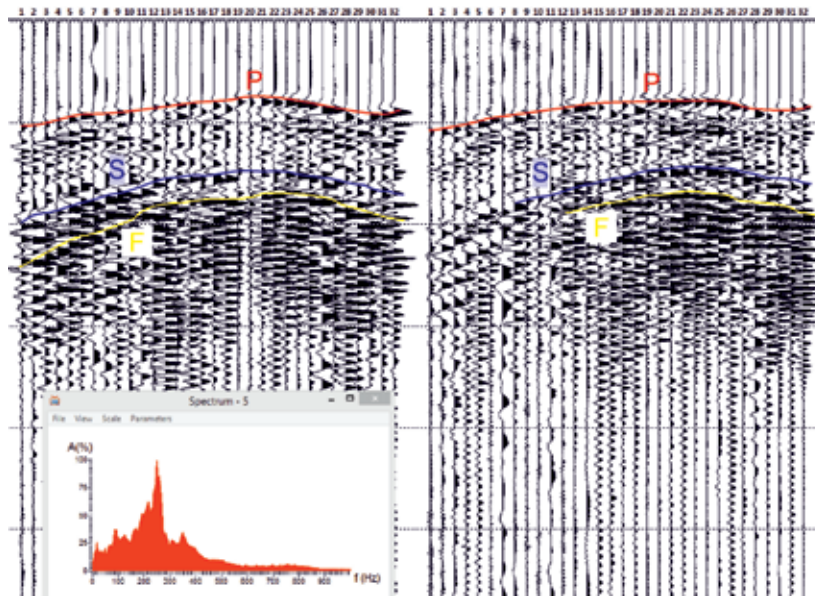 1 2 3 4 5 6 7 8 9 10 11 12 13 14 15 16 17 18 19 20 21 22 23 24 25 26 27 28 29 30 31 32
1 2 3 4 5 6 7 8 9 10 11 12 13 14 15 16 17 18 19 20 21 22 23 24 25 26 27 28 29 30 31 32
P
P
S
S
F
F
Spectrum - 5
File View Scale Parameters
A(%)
100
75
50
25
0
0 100 200 300 400 500 600 700 800 900
f (Hz)